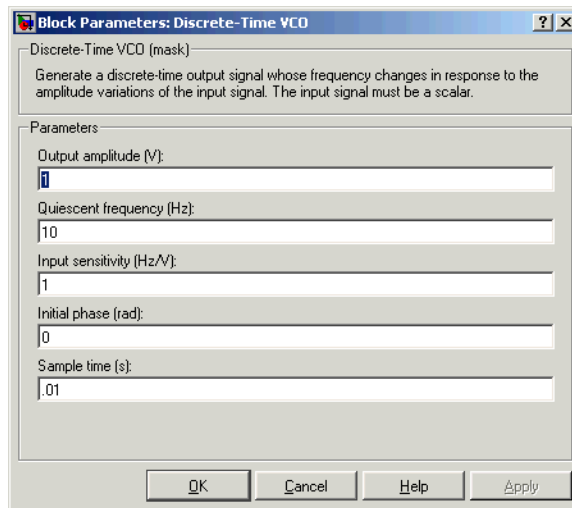 Block Parameters: Discrete-Time VCO
Discrete-Time VCO (mask)
Generate a discrete-time output signal whose frequency changes in response to the
amplitude variations of the input signal. The input signal must be a scalar.
Parameters
Output amplitude (V):
1
Quiescent frequency (Hz):
10
Input sensitivity (Hz/V):
1
Initial phase (rad):
0
Sample time (s):
.01
OK Cancel Help Apply